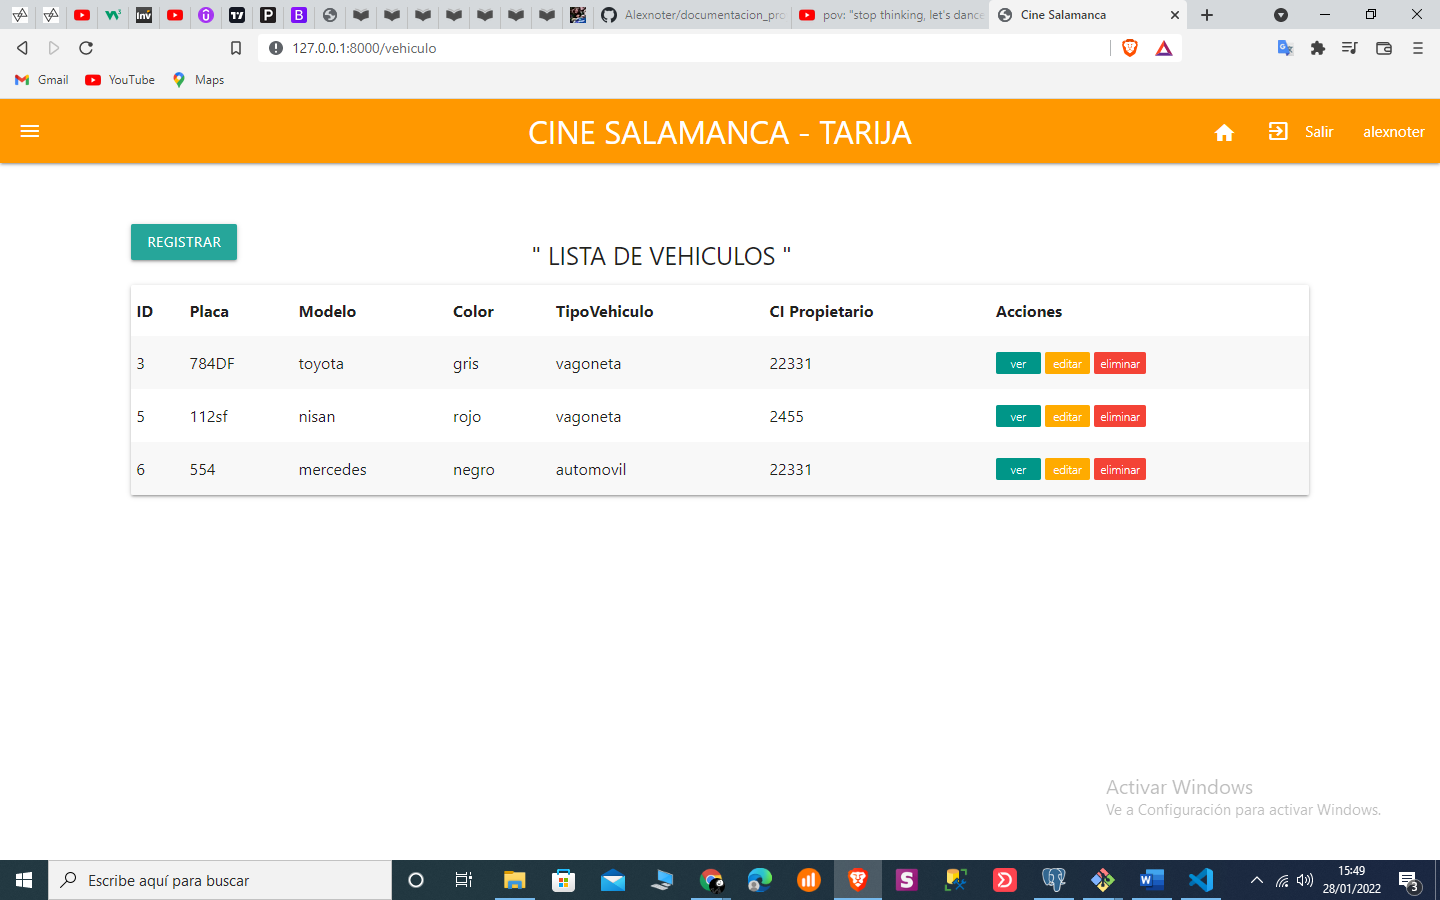 Inv
Alexnoter/documentacion_pro
pov: "stop thinking, let's dance
Cine Salamanca
127.0.0.1:8000/vehiculo
Gmail
YouTube
Maps
CINE SALAMANCA - TARIJA
Salir
alexnoter
REGISTRAR
" LISTA DE VEHICULOS "
ID Placa Modelo Color TipoVehiculo CI Propietario Acciones
3 784DF toyota gris vagoneta 22331 ver editar eliminar
5 112sf nisan rojo vagoneta 2455 ver editar eliminar
6 554 mercedes negro automovil 22331 ver editar eliminar
Activar Windows
Ve a Configuración para activar Windows.
Escribe aquí para buscar
15:49
28/01/2022
3